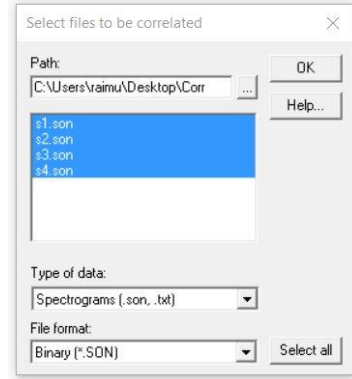 Select files to be correlated
Path:
C:\Users\raimu\Desktop\Corr
...
OK
Help...
s1.son
s2.son
s3.son
s4.son
Type of data:
Spectrograms (.son, .txt)
File format:
Binary (*.SON)
Select all